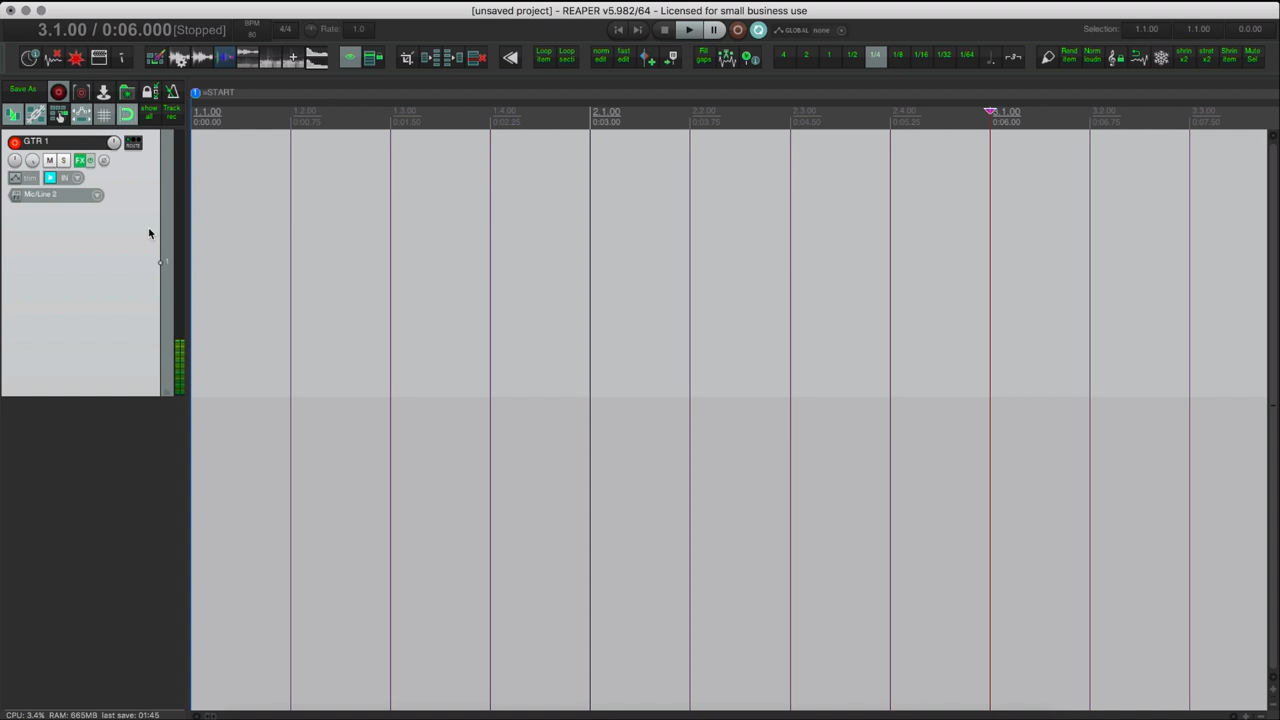 [unsaved project] - REAPER v5.982/64 - Licensed for small business use
3.1.00 / 0:06.000 [Stopped]
BPM
80
4/4
Rate: 1.0
GLOBAL none
Selection: 1.1.00 1.1.00 0.0.00
Loop item
Loop secti
norm edit
fast edit
Fill gaps
4 2 1 1/2 1/4 1/8 1/16 1/32 1/64
Rend item
Norm loudn
shrin x2
stret x2
Shrin Item
Mute Sel
Save As
show all
Track rec
1 =START
1.1.00 1.2.00 1.3.00 1.4.00 2.1.00 2.2.00 2.3.00 2.4.00 3.1.00 3.2.00 3.3.00
0:00.00 0:00.75 0:01.50 0:02.25 0:03.00 0:03.75 0:04.50 0:05.25 0:06.00 0:06.75 0:07.50
GTR 1
ROUTE
M S FX
trim IN
Mic/Line 2
1
CPU: 3.4% RAM: 665MB last save: 01:45